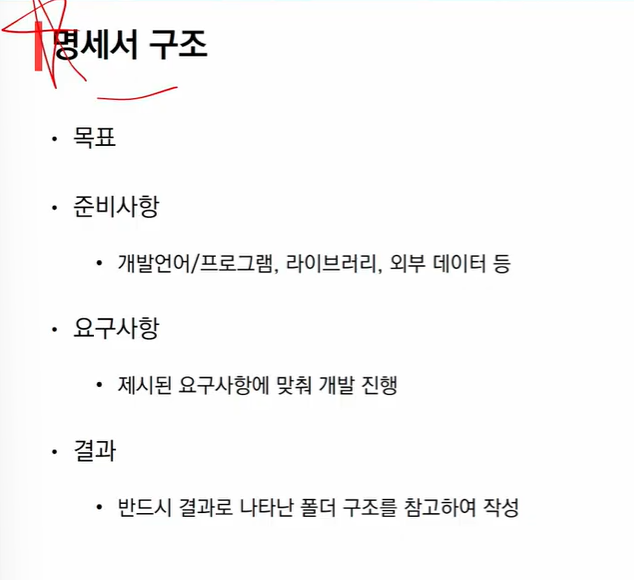 명세서 구조
• 목표
• 준비사항
• 개발언어/프로그램, 라이브러리, 외부 데이터 등
• 요구사항
• 제시된 요구사항에 맞춰 개발 진행
• 결과
• 반드시 결과로 나타난 폴더 구조를 참고하여 작성